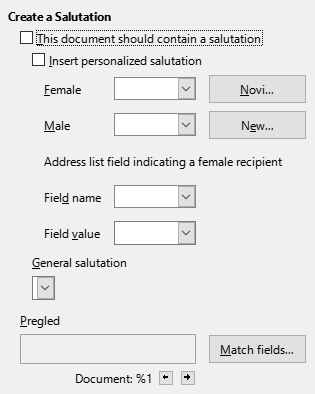 Create a Salutation
This document should contain a salutation
Insert personalized salutation
Female
Novi...
Male
New...
Address list field indicating a female recipient
Field name
Field value
General salutation
Pregled
Match fields...
Document: %1